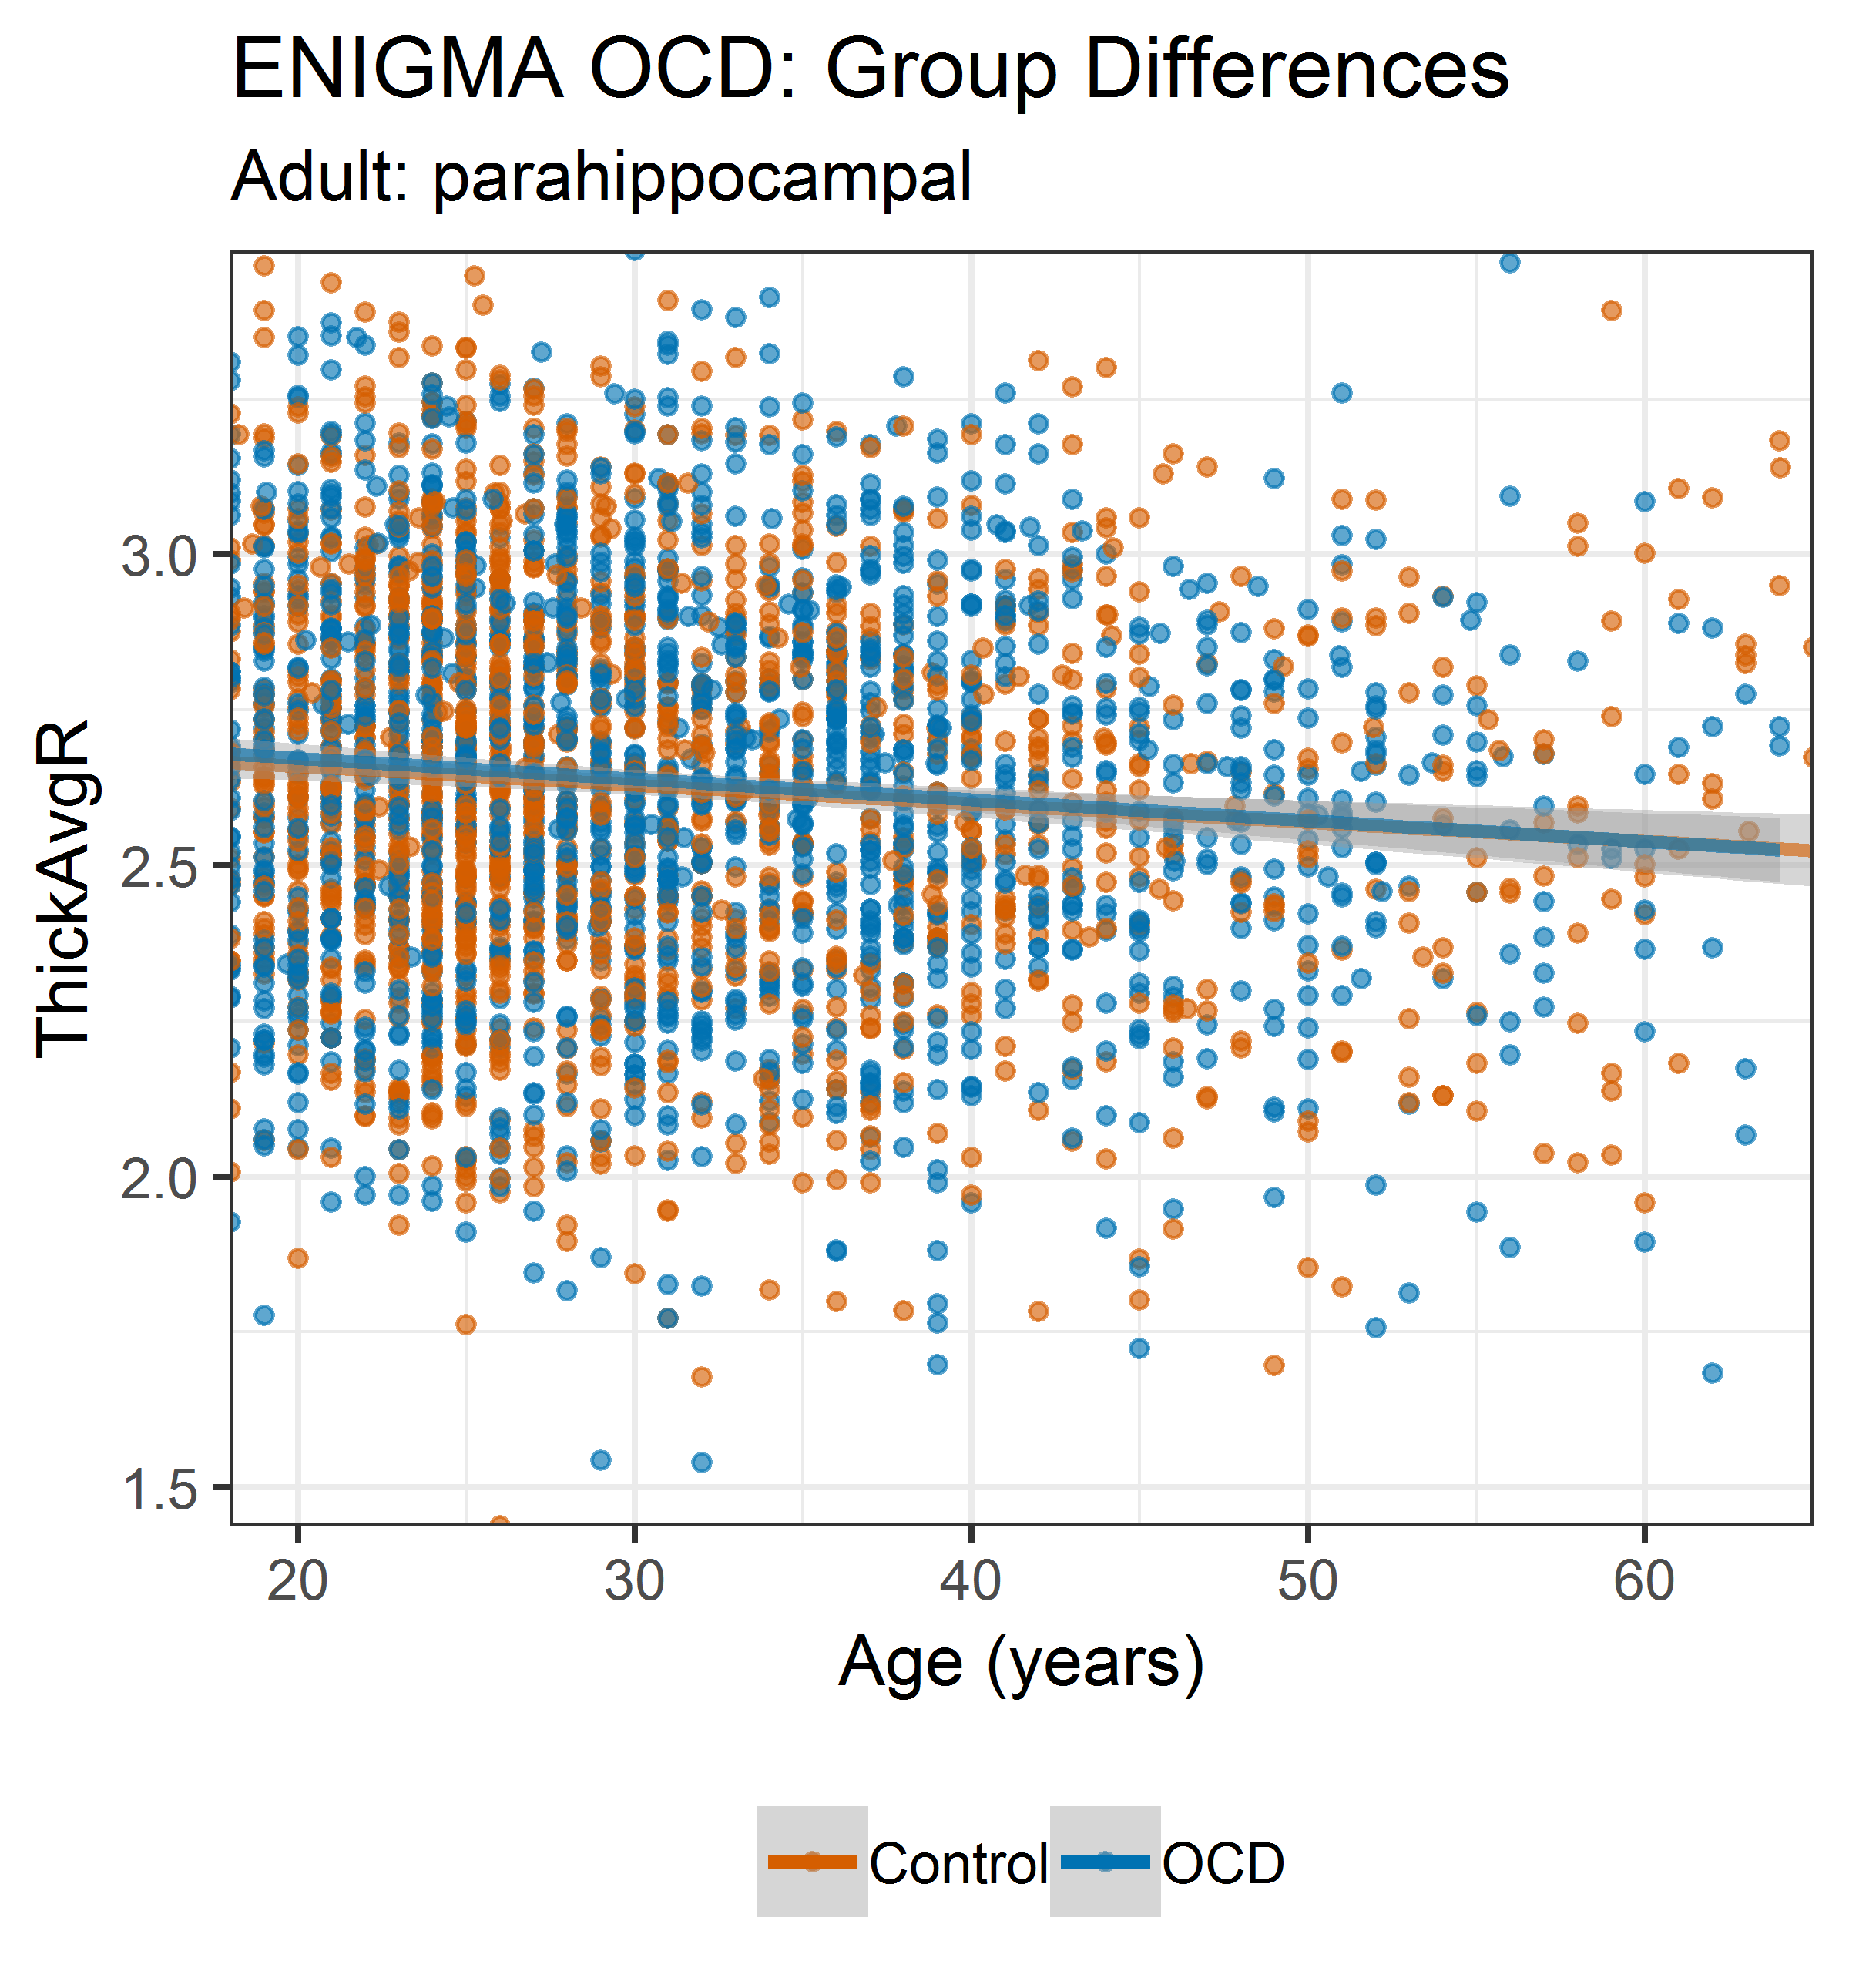 ENIGMA OCD: Group Differences
Adult: parahippocampal
ThickAvgR
3.0
2.5
2.0
1.5
20 30 40 50 60
Age (years)
Control OCD